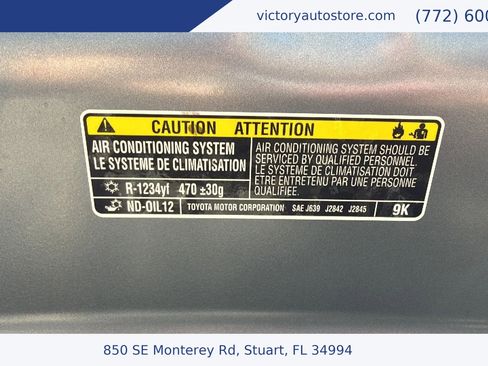 victoryautostore.com (772) 600
CAUTION ATTENTION
AIR CONDITIONING SYSTEM
LE SYSTEME DE CLIMATISATION
R-1234yf 470 ±30g
ND-OIL12
AIR CONDITIONING SYSTEM SHOULD BE
SERVICED BY QUALIFIED PERSONNEL.
LE SYSTEME DE CLIMATISATION DOIT
ETRE ENTRETENU PAR UNE PERSONNE
QUALIFIEE.
TOYOTA MOTOR CORPORATION SAE J639 J2842 J2845 9K
850 SE Monterey Rd, Stuart, FL 34994